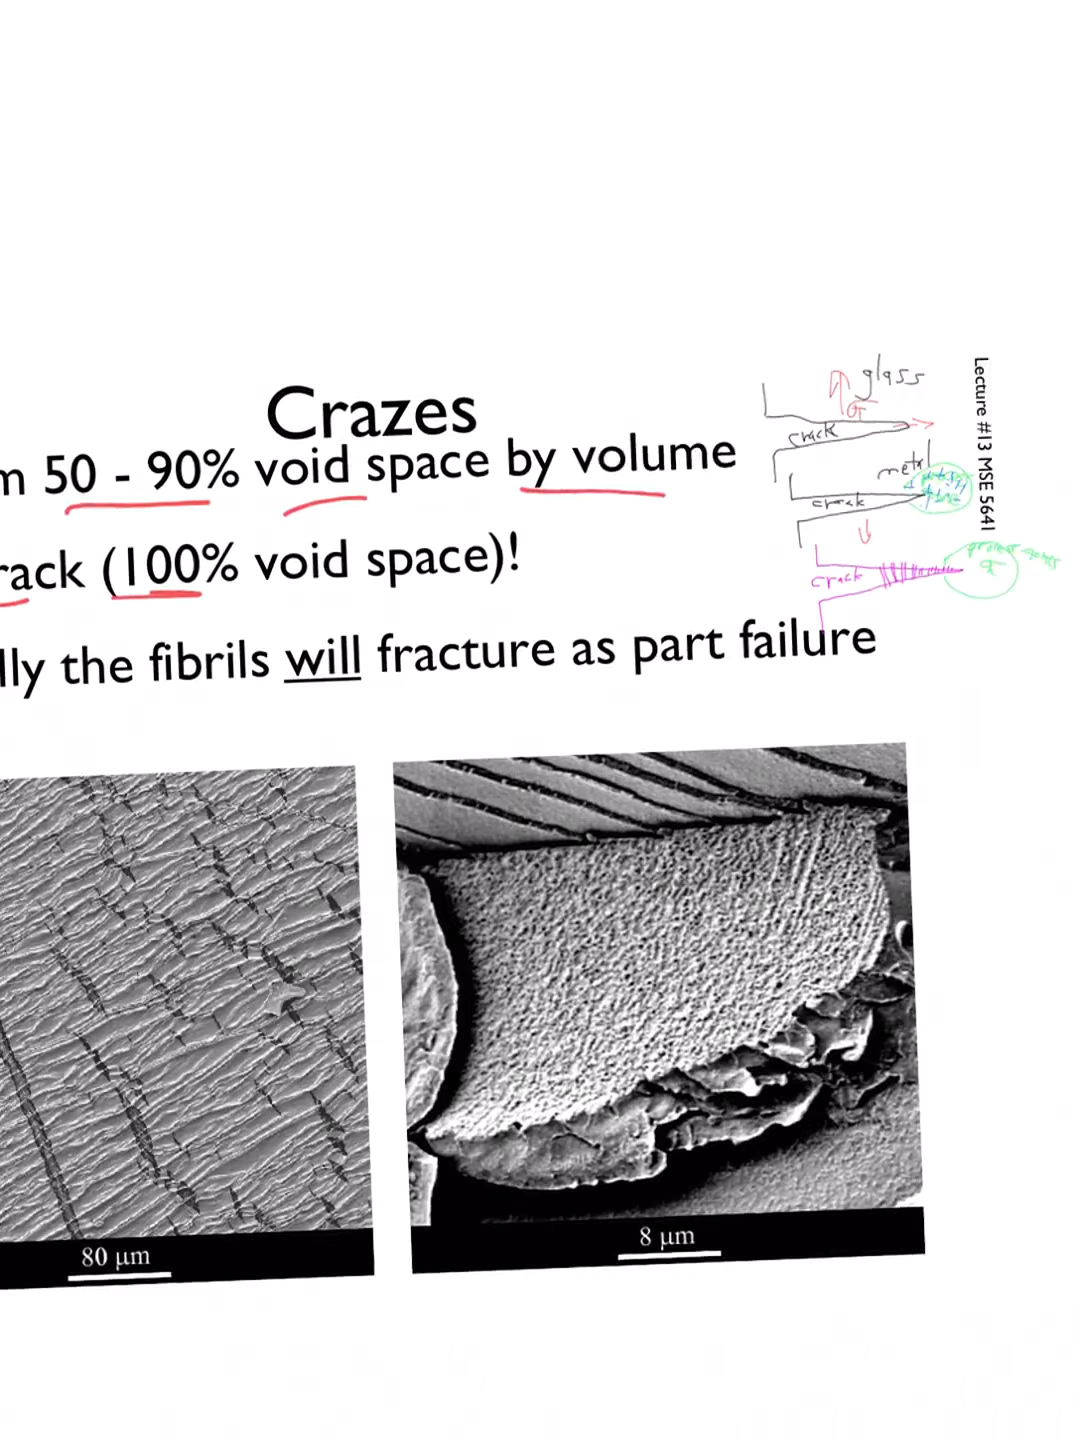 Crazes
m 50 - 90% void space by volume
rack (100% void space)!
lly the fibrils will fracture as part failure
glass
σ
crack
metal
crack
crack
Lecture #13 MSE 5641
80 μm
8 μm